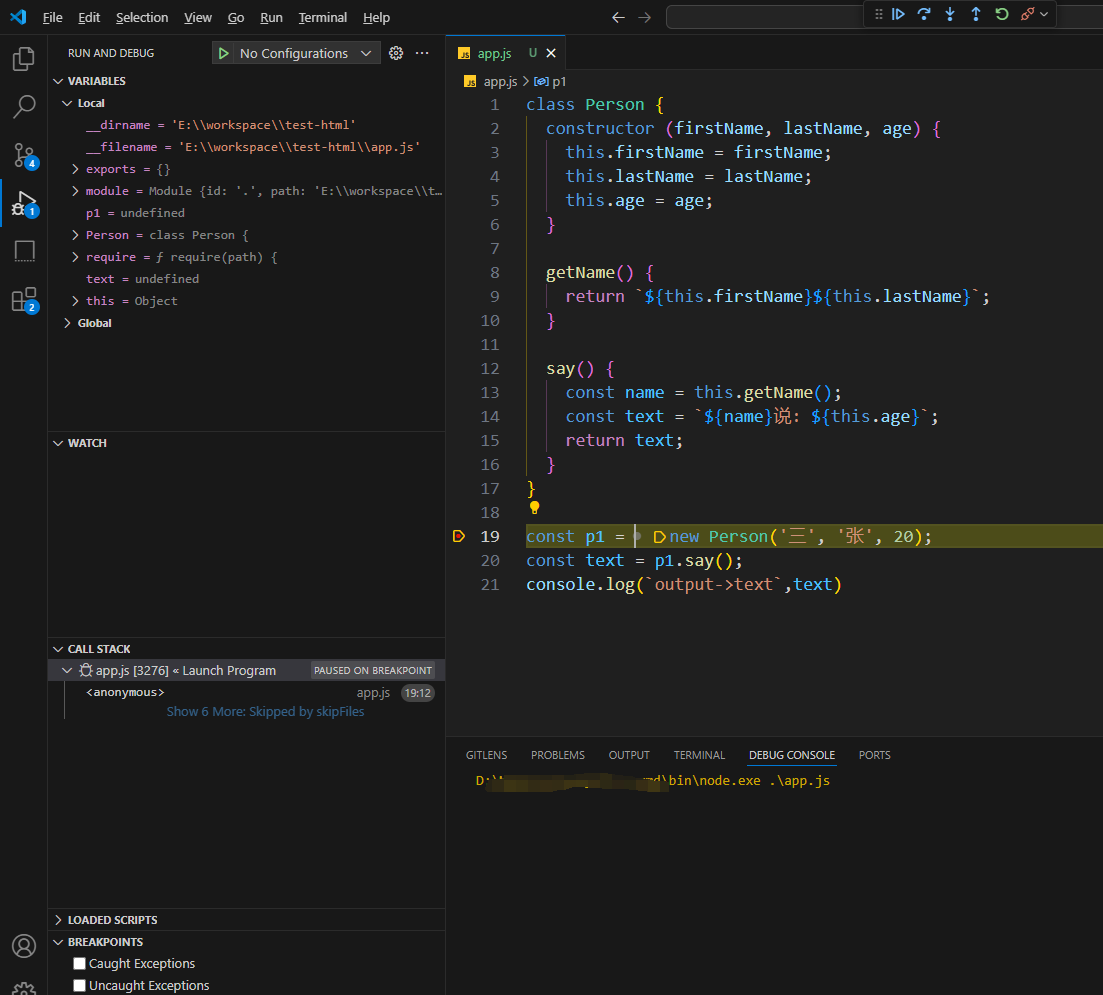 File Edit Selection View Go Run Terminal Help
RUN AND DEBUG No Configurations
VARIABLES
Local
__dirname = 'E:\\workspace\\test-html'
__filename = 'E:\\workspace\\test-html\\app.js'
exports = {}
module = Module {id: '.', path: 'E:\\workspace\\t…
p1 = undefined
Person = class Person {
require = ƒ require(path) {
text = undefined
this = Object
Global
4
1
2
WATCH
CALL STACK
app.js [3276] « Launch Program PAUSED ON BREAKPOINT
<anonymous> app.js 19:12
Show 6 More: Skipped by skipFiles
LOADED SCRIPTS
BREAKPOINTS
Caught Exceptions
Uncaught Exceptions
JS app.js U
JS app.js > p1
1 class Person {
2 constructor (firstName, lastName, age) {
3 this.firstName = firstName;
4 this.lastName = lastName;
5 this.age = age;
6 }
7
8 getName() {
9 return `${this.firstName}${this.lastName}`;
10 }
11
12 say() {
13 const name = this.getName();
14 const text = `${name}说: ${this.age}`;
15 return text;
16 }
17 }
18
19 const p1 = new Person('三', '张', 20);
20 const text = p1.say();
21 console.log(`output->text`,text)
GITLENS PROBLEMS OUTPUT TERMINAL DEBUG CONSOLE PORTS
D:\ md\bin\node.exe .\app.js